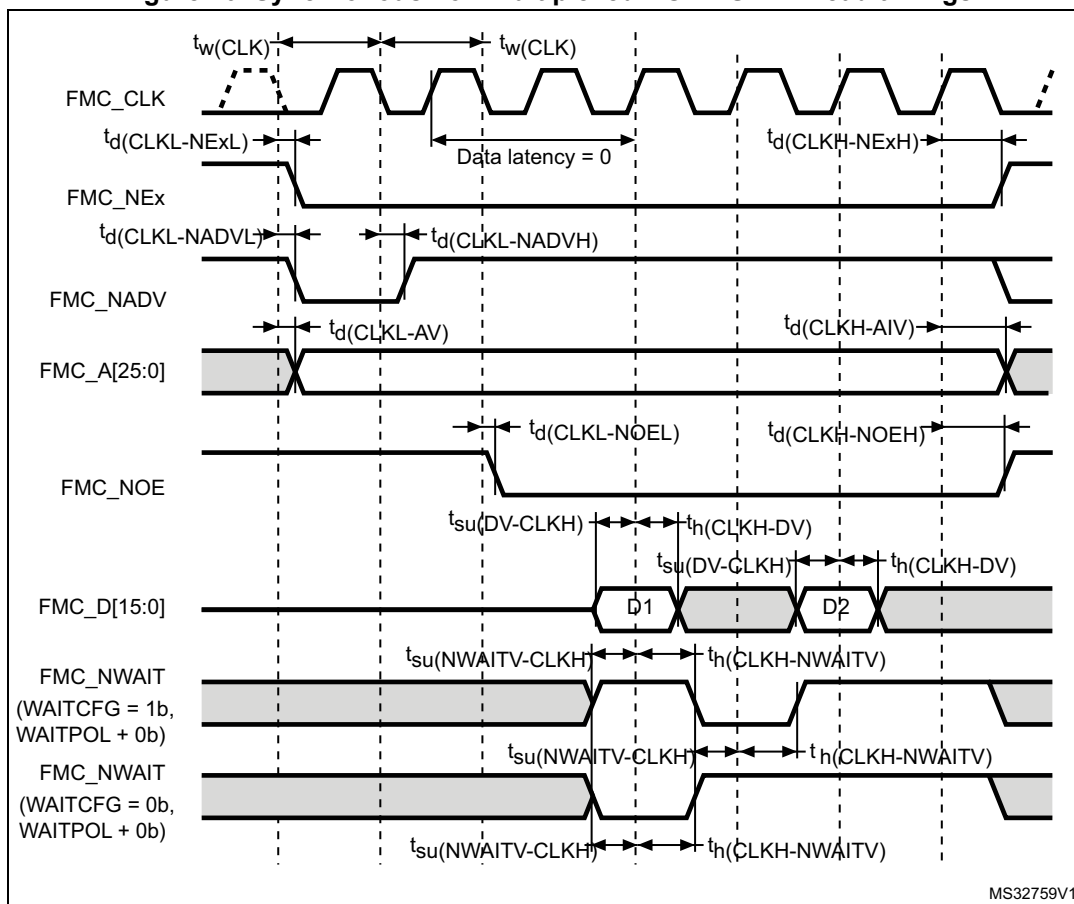 tw(CLK) tw(CLK)
FMC_CLK
td(CLKL-NExL) Data latency = 0 td(CLKH-NExH)
FMC_NEx
td(CLKL-NADVL) td(CLKL-NADVH)
FMC_NADV
td(CLKL-AV) td(CLKH-AIV)
FMC_A[25:0]
td(CLKL-NOEL) td(CLKH-NOEH)
FMC_NOE
tsu(DV-CLKH) th(CLKH-DV)
tsu(DV-CLKH) th(CLKH-DV)
FMC_D[15:0] D1 D2
tsu(NWAITV-CLKH) th(CLKH-NWAITV)
FMC_NWAIT
(WAITCFG = 1b,
WAITPOL + 0b)
tsu(NWAITV-CLKH) t h(CLKH-NWAITV)
FMC_NWAIT
(WAITCFG = 0b,
WAITPOL + 0b)
tsu(NWAITV-CLKH) th(CLKH-NWAITV)
MS32759V1